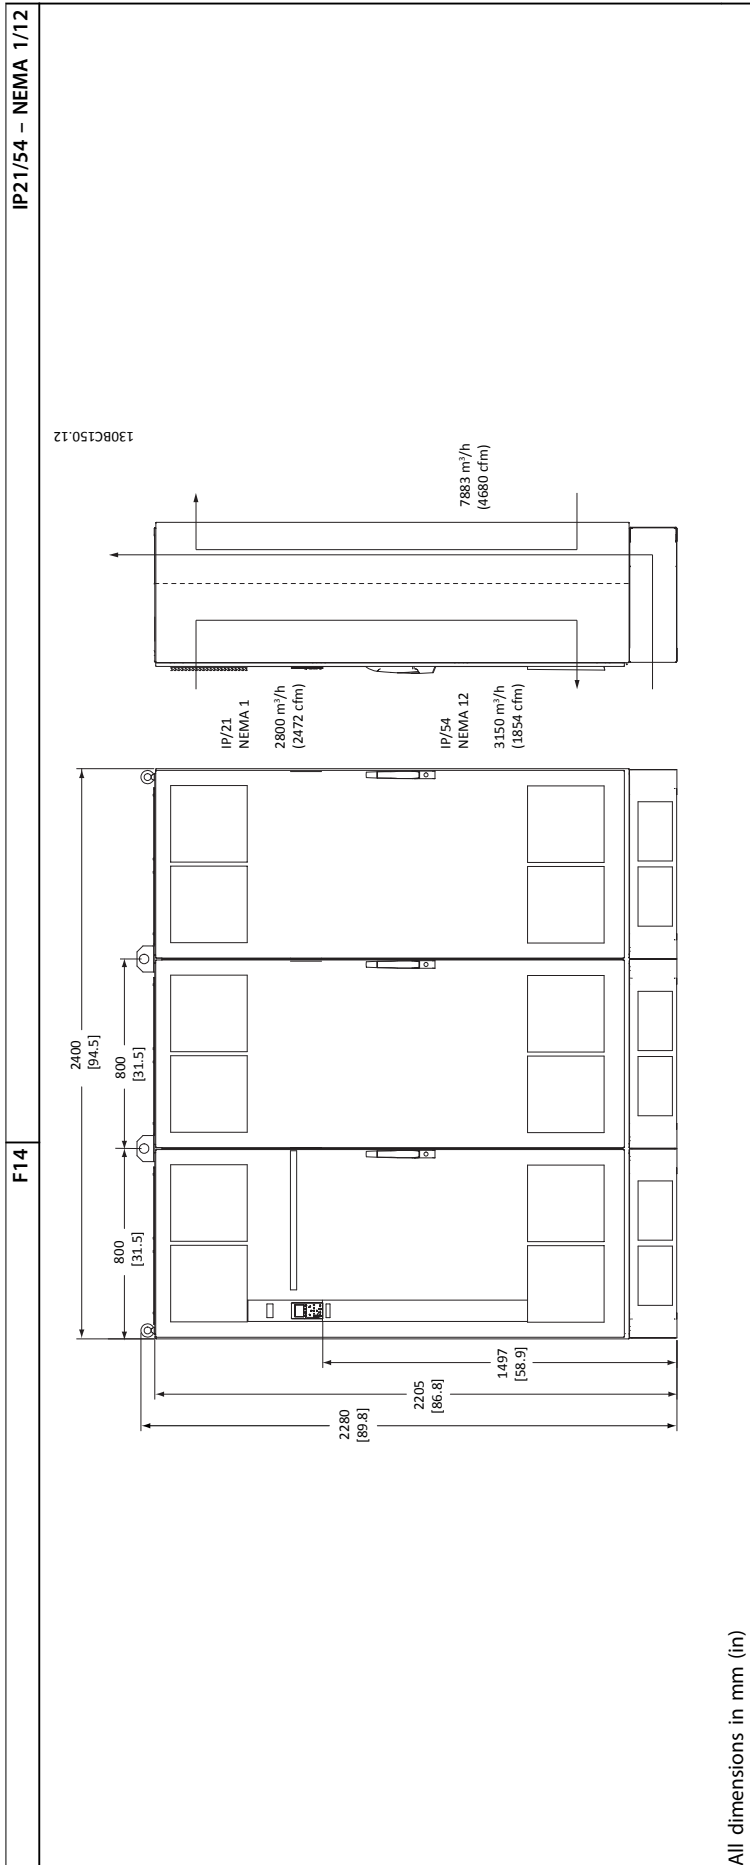 F14
IP21/54 – NEMA 1/12
130BC150.12
2400
[94.5]
800
[31.5]
800
[31.5]
2280
[89.8]
2205
[86.8]
1497
[58.9]
IP/21
NEMA 1
2800 m³/h
(2472 cfm)
IP/54
NEMA 12
3150 m³/h
(1854 cfm)
7883 m³/h
(4680 cfm)
All dimensions in mm (in)